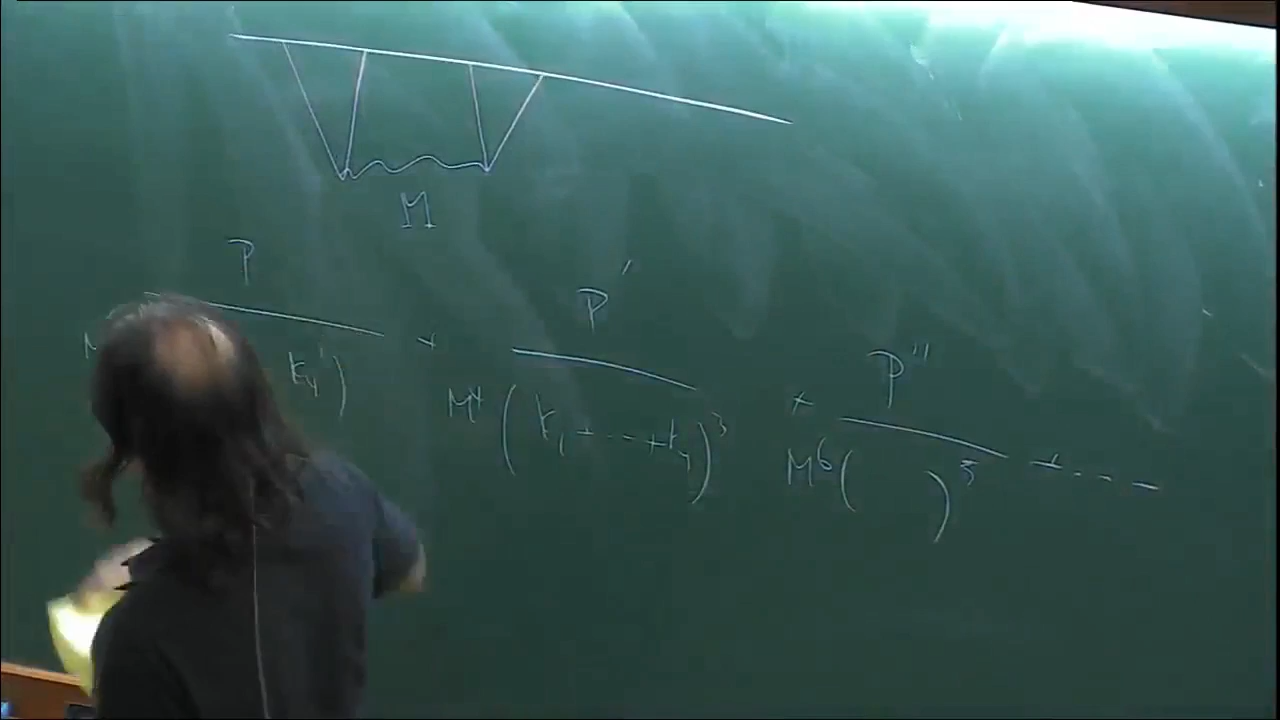 M
P + P' + P''
M k₄) M⁴ (k₁ + -- + k₄)³ M⁶ ( )⁵ + - - -